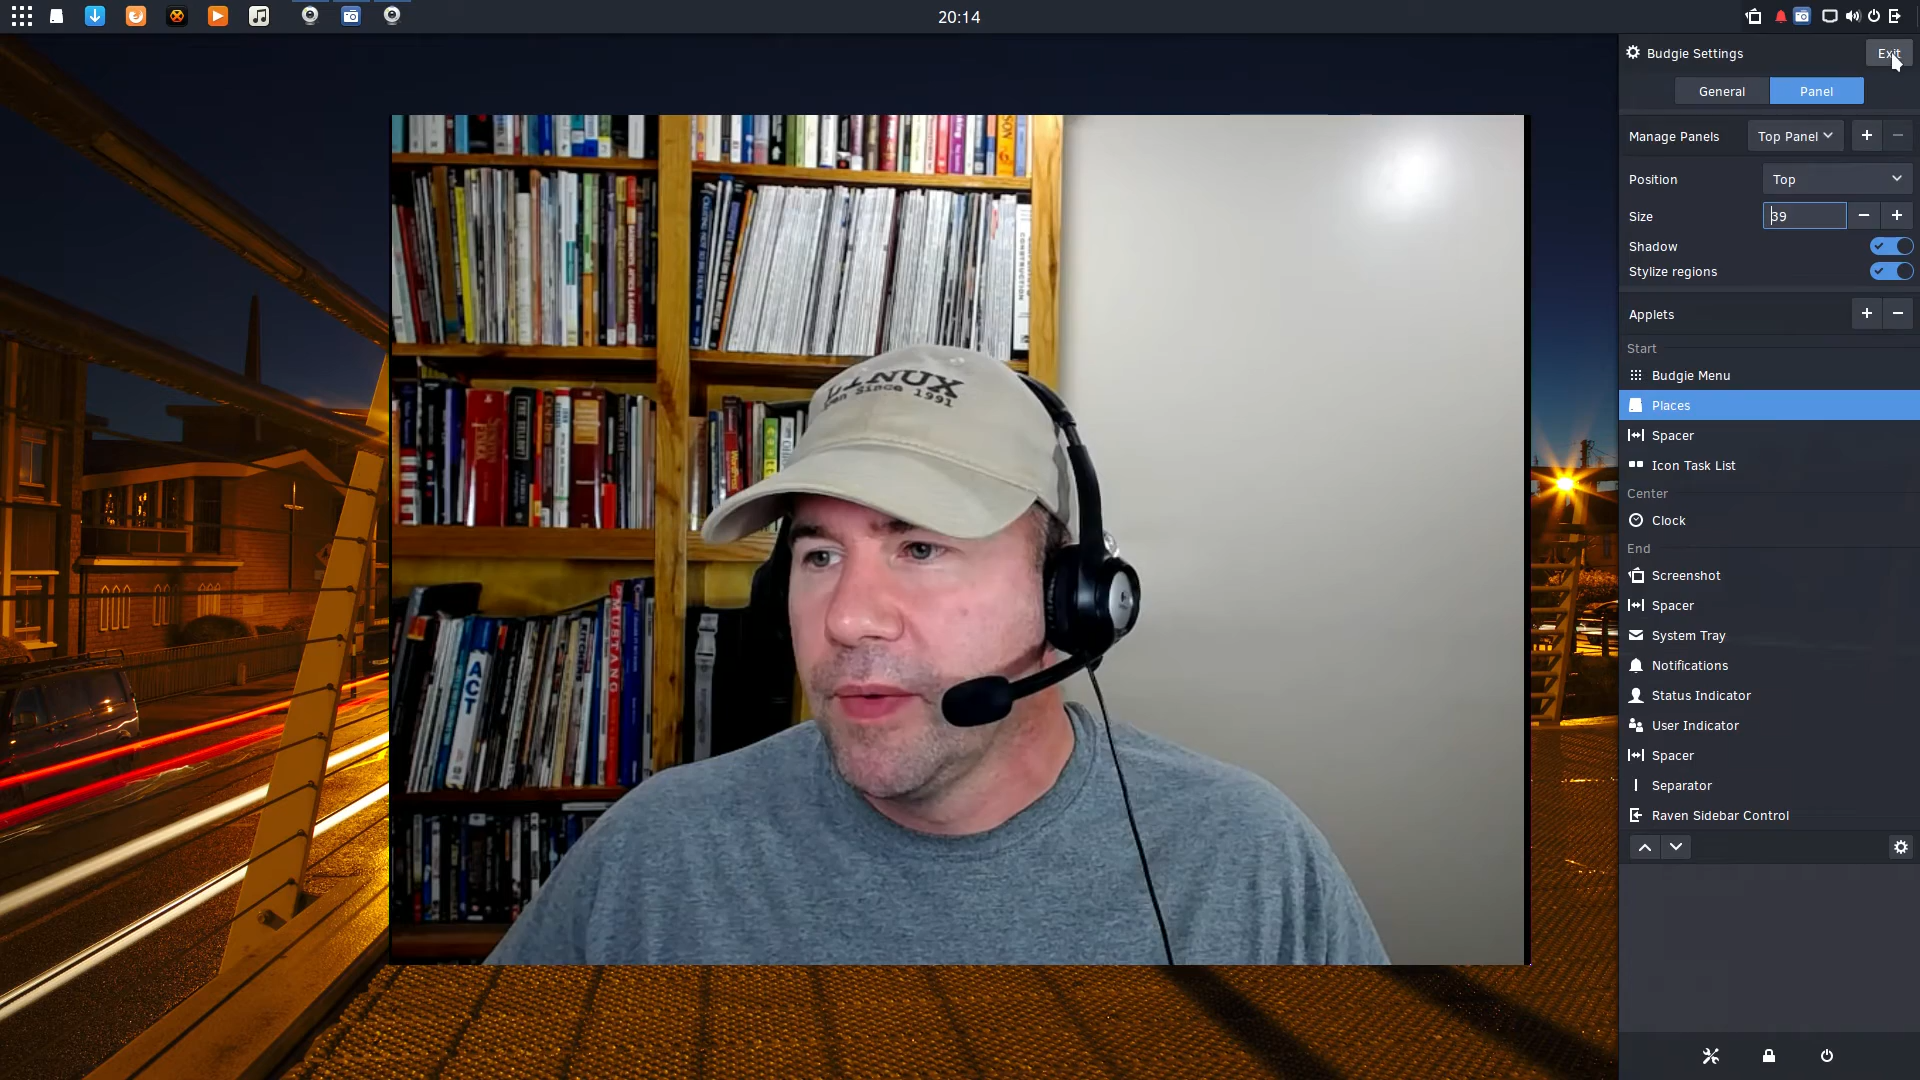 20:14
Budgie Settings
Exit
General
Panel
Manage Panels
Top Panel
Position
Top
Size
39
Shadow
Stylize regions
Applets
Start
Budgie Menu
Places
Spacer
Icon Task List
Center
Clock
End
Screenshot
Spacer
System Tray
Notifications
Status Indicator
User Indicator
Spacer
Separator
Raven Sidebar Control
LINUX
Since 1991
MUSTANG
ACT